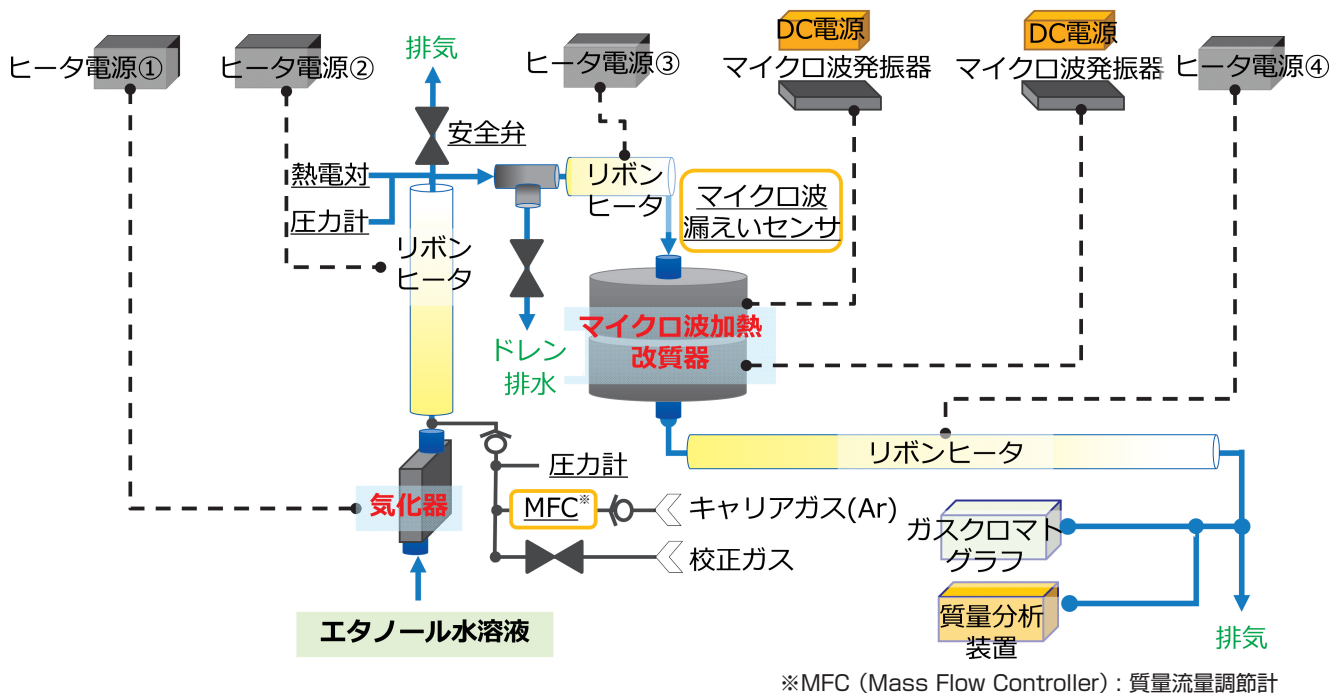 DC電源
DC電源
ヒータ電源①
ヒータ電源②
排気
ヒータ電源③
マイクロ波発振器
マイクロ波発振器
ヒータ電源④
安全弁
熱電対
圧力計
リボン
ヒータ
リボン
ヒータ
マイクロ波
漏えいセンサ
ドレン
排水
マイクロ波加熱
改質器
リボンヒータ
圧力計
気化器
MFC※
キャリアガス(Ar)
校正ガス
ガスクロマト
グラフ
質量分析
装置
排気
エタノール水溶液
※MFC（Mass Flow Controller）: 質量流量調節計